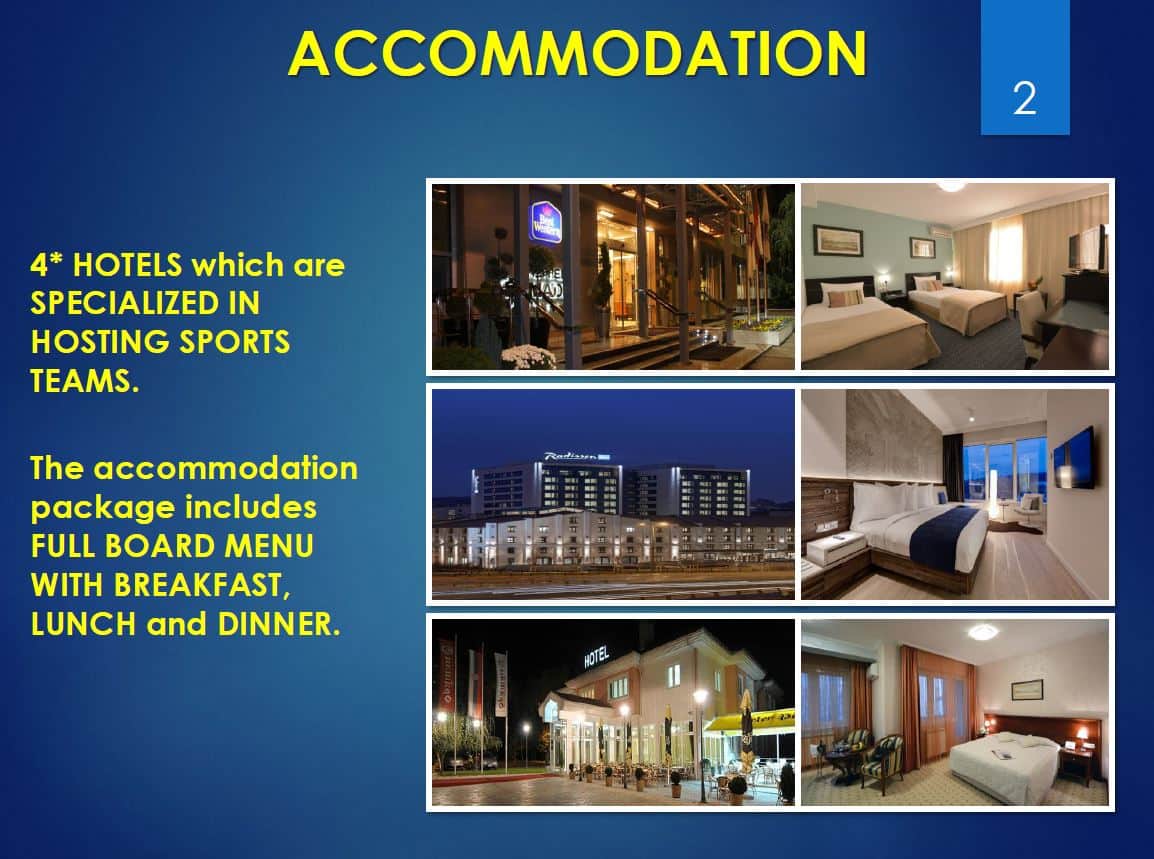 ACCOMMODATION
2
4* HOTELS which are
SPECIALIZED IN
HOSTING SPORTS
TEAMS.
The accommodation
package includes
FULL BOARD MENU
WITH BREAKFAST,
LUNCH and DINNER.
Best
Western
Radisson
HOTEL